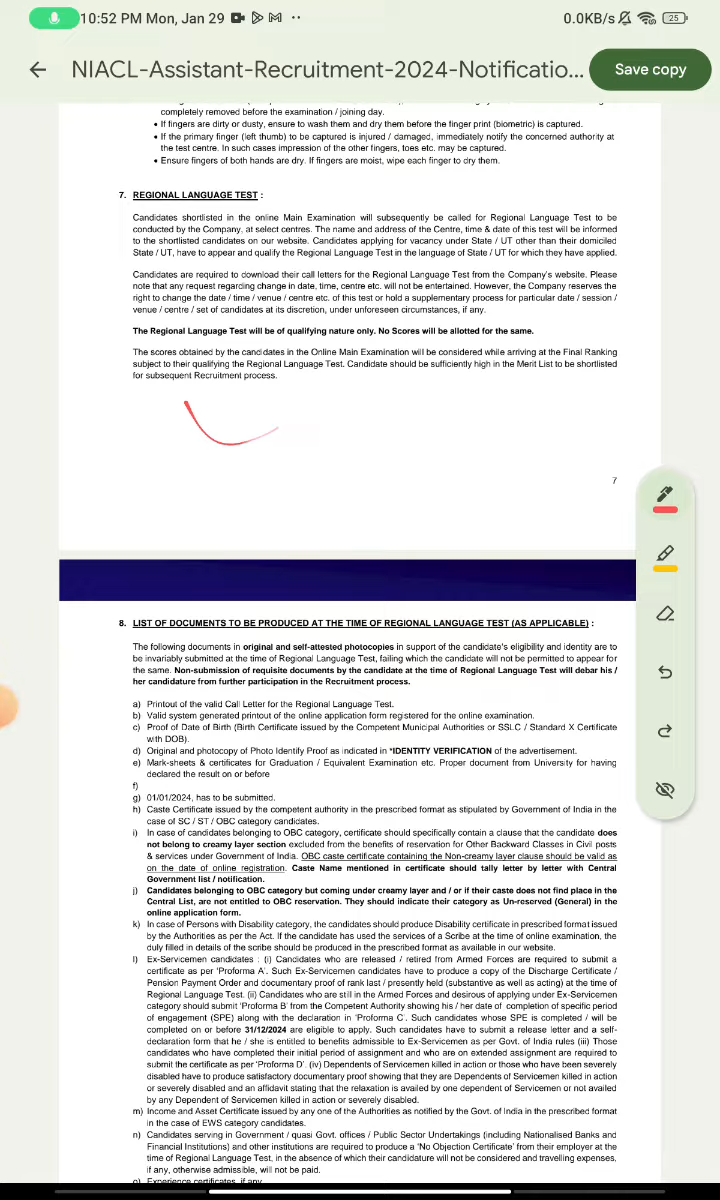 10:52 PM Mon, Jan 29
0.0KB/s
25
NIACL-Assistant-Recruitment-2024-Notificatio...
Save copy
completely removed before the examination / joining day.
• If fingers are dirty or dusty, ensure to wash them and dry them before the finger print (biometric) is captured.
• If the primary finger (left thumb) to be captured is injured / damaged, immediately notify the concerned authority at
the test centre. In such cases impression of the other fingers, toes etc. may be captured.
• Ensure fingers of both hands are dry. If fingers are moist, wipe each finger to dry them.
7. REGIONAL LANGUAGE TEST :
Candidates shortlisted in the online Main Examination will subsequently be called for Regional Language Test to be
conducted by the Company, at select centres. The name and address of the Centre, time & date of this test will be informed
to the shortlisted candidates on our website. Candidates applying for vacancy under State / UT other than their domiciled
State / UT, have to appear and qualify the Regional Language Test in the language of State / UT for which they have applied.
Candidates are required to download their call letters for the Regional Language Test from the Company's website. Please
note that any request regarding change in date, time, centre etc. will not be entertained. However, the Company reserves the
right to change the date / time / venue / centre etc. of this test or hold a supplementary process for particular date / session /
venue / centre / set of candidates at its discretion, under unforeseen circumstances, if any.
The Regional Language Test will be of qualifying nature only. No Scores will be allotted for the same.
The scores obtained by the candidates in the Online Main Examination will be considered while arriving at the Final Ranking
subject to their qualifying the Regional Language Test. Candidate should be sufficiently high in the Merit List to be shortlisted
for subsequent Recruitment process.
7
8. LIST OF DOCUMENTS TO BE PRODUCED AT THE TIME OF REGIONAL LANGUAGE TEST (AS APPLICABLE) :
The following documents in original and self-attested photocopies in support of the candidate's eligibility and identity are to
be invariably submitted at the time of Regional Language Test, failing which the candidate will not be permitted to appear for
the same. Non-submission of requisite documents by the candidate at the time of Regional Language Test will debar his /
her candidature from further participation in the Recruitment process.
a) Printout of the valid Call Letter for the Regional Language Test.
b) Valid system generated printout of the online application form registered for the online examination.
c) Proof of Date of Birth (Birth Certificate issued by the Competent Municipal Authorities or SSLC / Standard X Certificate
with DOB).
d) Original and photocopy of Photo Identify Proof as indicated in *IDENTITY VERIFICATION of the advertisement.
e) Mark-sheets & certificates for Graduation / Equivalent Examination etc. Proper document from University for having
declared the result on or before
f)
g) 01/01/2024, has to be submitted.
h) Caste Certificate issued by the competent authority in the prescribed format as stipulated by Government of India in the
case of SC / ST / OBC category candidates.
i) In case of candidates belonging to OBC category, certificate should specifically contain a clause that the candidate does
not belong to creamy layer section excluded from the benefits of reservation for Other Backward Classes in Civil posts
& services under Government of India. OBC caste certificate containing the Non-creamy layer clause should be valid as
on the date of online registration. Caste Name mentioned in certificate should tally letter by letter with Central
Government list / notification.
j) Candidates belonging to OBC category but coming under creamy layer and / or if their caste does not find place in the
Central List, are not entitled to OBC reservation. They should indicate their category as Un-reserved (General) in the
online application form.
k) In case of Persons with Disability category, the candidates should produce Disability certificate in prescribed format issued
by the Authorities as per the Act. If the candidate has used the services of a Scribe at the time of online examination, the
duly filled in details of the scribe should be produced in the prescribed format as available in our website.
l) Ex-Servicemen candidates : (i) Candidates who are released / retired from Armed Forces are required to submit a
certificate as per 'Proforma A'. Such Ex-Servicemen candidates have to produce a copy of the Discharge Certificate /
Pension Payment Order and documentary proof of rank last / presently held (substantive as well as acting) at the time of
Regional Language Test. (ii) Candidates who are still in the Armed Forces and desirous of applying under Ex-Servicemen
category should submit 'Proforma B' from the Competent Authority showing his / her date of completion of specific period
of engagement (SPE) along with the declaration in 'Proforma C'. Such candidates whose SPE is completed / will be
completed on or before 31/12/2024 are eligible to apply. Such candidates have to submit a release letter and a self-
declaration form that he / she is entitled to benefits admissible to Ex-Servicemen as per Govt. of India rules (iii) Those
candidates who have completed their initial period of assignment and who are on extended assignment are required to
submit the certificate as per 'Proforma D'. (iv) Dependents of Servicemen killed in action or those who have been severely
disabled have to produce satisfactory documentary proof showing that they are Dependents of Servicemen killed in action
or severely disabled and an affidavit stating that the relaxation is availed by one dependent of Servicemen or not availed
by any Dependent of Servicemen killed in action or severely disabled.
m) Income and Asset Certificate issued by any one of the Authorities as notified by the Govt. of India in the prescribed format
in the case of EWS category candidates.
n) Candidates serving in Government / quasi Govt. offices / Public Sector Undertakings (including Nationalised Banks and
Financial Institutions) and other institutions are required to produce a 'No Objection Certificate' from their employer at the
time of Regional Language Test, in the absence of which their candidature will not be considered and travelling expenses,
if any, otherwise admissible, will not be paid.
o) Experience certificates, if any